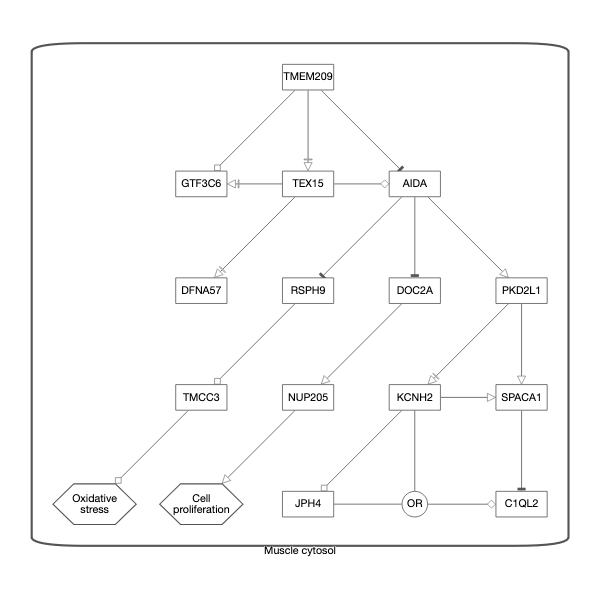 TMEM209
GTF3C6
TEX15
AIDA
DFNA57
RSPH9
DOC2A
PKD2L1
TMCC3
NUP205
KCNH2
SPACA1
Oxidative
stress
Cell
proliferation
JPH4
OR
C1QL2
Muscle cytosol